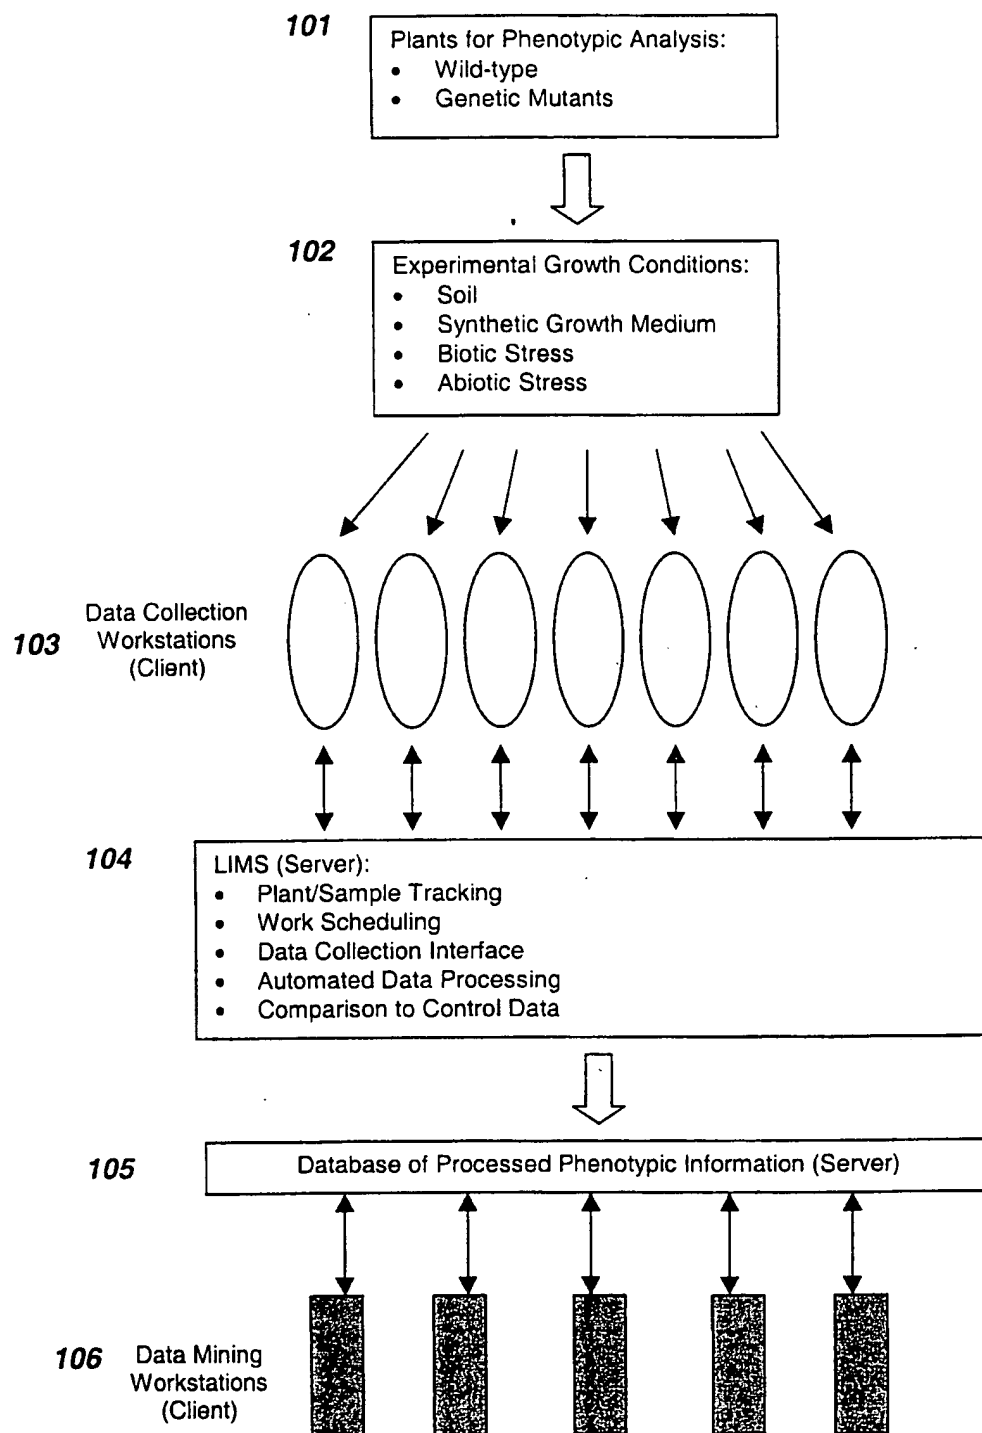 101
Plants for Phenotypic Analysis:
• Wild-type
• Genetic Mutants
102
Experimental Growth Conditions:
• Soil
• Synthetic Growth Medium
• Biotic Stress
• Abiotic Stress
103
Data Collection
Workstations
(Client)
104
LIMS (Server):
• Plant/Sample Tracking
• Work Scheduling
• Data Collection Interface
• Automated Data Processing
• Comparison to Control Data
105
Database of Processed Phenotypic Information (Server)
106
Data Mining
Workstations
(Client)